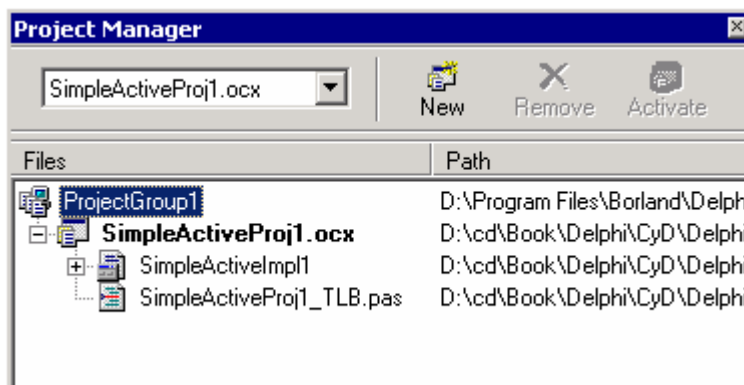 Project Manager
SimpleActiveProj1.ocx
New Remove Activate
Files Path
ProjectGroup1 D:\Program Files\Borland\Delph
SimpleActiveProj1.ocx D:\cd\Book\Delphi\CyD\Delphi
SimpleActiveImpl1 D:\cd\Book\Delphi\CyD\Delphi
SimpleActiveProj1_TLB.pas D:\cd\Book\Delphi\CyD\Delphi